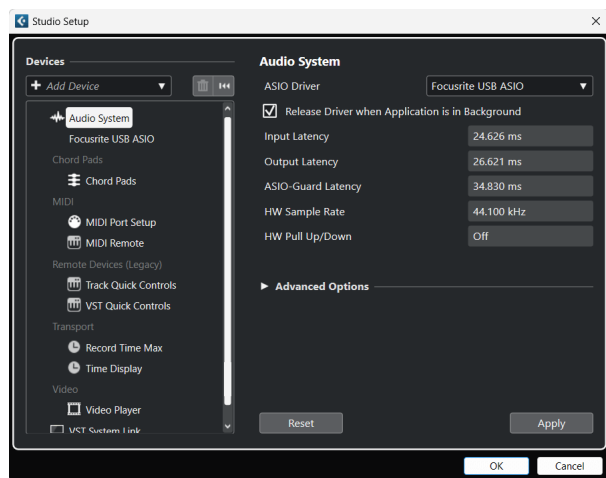 Studio Setup
Devices
Add Device
Audio System
Focusrite USB ASIO
Chord Pads
Chord Pads
MIDI
MIDI Port Setup
MIDI Remote
Remote Devices (Legacy)
Track Quick Controls
VST Quick Controls
Transport
Record Time Max
Time Display
Video
Video Player
VST System Link
Audio System
ASIO Driver Focusrite USB ASIO
Release Driver when Application is in Background
Input Latency 24.626 ms
Output Latency 26.621 ms
ASIO-Guard Latency 34.830 ms
HW Sample Rate 44.100 kHz
HW Pull Up/Down Off
Advanced Options
Reset Apply
OK Cancel